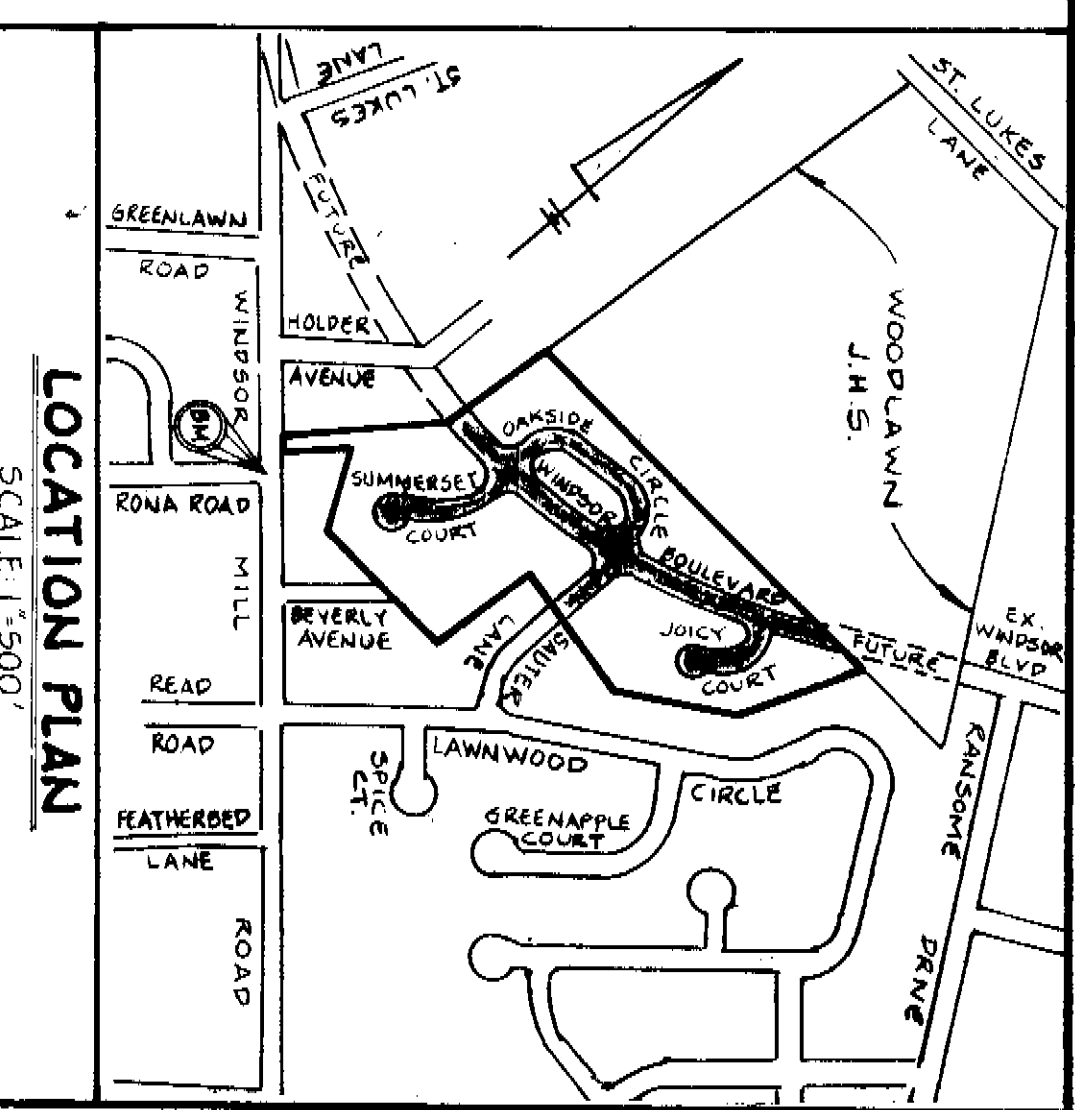 ST. LUKES
LANE
ST. LUKES
LANE
FUTURE
WOODLAWN
J.H.S.
GREENLAWN
ROAD
WINDSOR
MILL
ROAD
HOLDER
AVENUE
BM
RONA ROAD
OAKSIDE
CIRCLE
WINDSOR
BOULEVARD
SUMMERSET
COURT
JOICY
COURT
FUTURE
EX.
WINDSOR
BLVD
BEVERLY
AVENUE
SAUTER
LANE
READ
ROAD
LAWNWOOD
CIRCLE
SPICE
CT.
GREENAPPLE
COURT
RANSOME
DRIVE
FEATHERBED
LANE
LOCATION PLAN
SCALE: 1"=500'